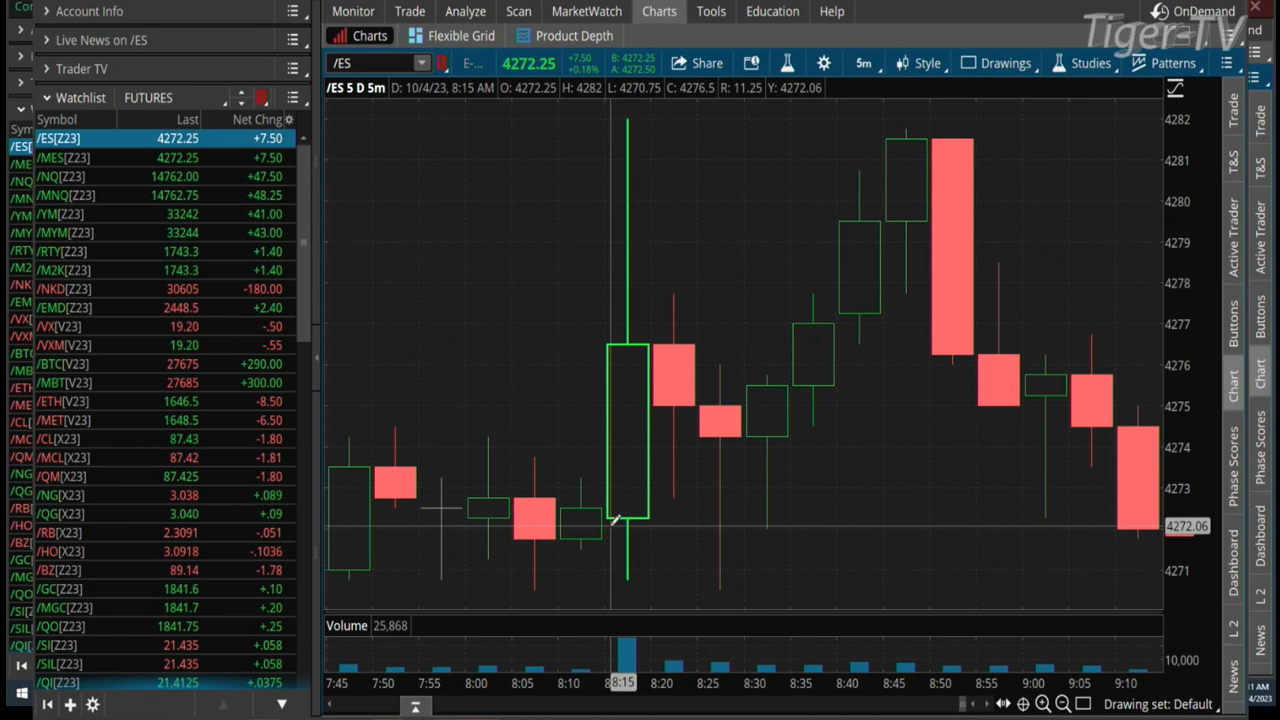 Account Info
Live News on /ES
Trader TV
Watchlist FUTURES
Symbol Last Net Chng
/ES[Z23] 4272.25 +7.50
/MES[Z23] 4272.25 +7.50
/NQ[Z23] 14762.00 +47.50
/MNQ[Z23] 14762.75 +48.25
/YM[Z23] 33242 +41.00
/MYM[Z23] 33244 +43.00
/RTY[Z23] 1743.3 +1.40
/M2K[Z23] 1743.3 +1.40
/NKD[Z23] 30605 -180.00
/EMD[Z23] 2448.5 +2.40
/VX[V23] 19.20 -.50
/VXM[V23] 19.20 -.55
/BTC[V23] 27675 +290.00
/MBT[V23] 27685 +300.00
/ETH[V23] 1646.5 -8.50
/MET[V23] 1648.5 -6.50
/CL[X23] 87.43 -1.80
/MCL[X23] 87.42 -1.81
/QM[X23] 87.425 -1.80
/NG[X23] 3.038 +.089
/QG[X23] 3.040 +.09
/RB[X23] 2.3091 -.051
/HO[X23] 3.0918 -.1036
/BZ[Z23] 89.14 -1.78
/GC[Z23] 1841.6 +.10
/MGC[Z23] 1841.7 +.20
/QO[Z23] 1841.75 +.25
/SI[Z23] 21.435 +.058
/SIL[Z23] 21.435 +.058
/QI[Z23] 21.4125 +.0375
Monitor Trade Analyze Scan MarketWatch Charts Tools Education Help
OnDemand
Tiger-TV
Charts Flexible Grid Product Depth
/ES E-... 4272.25 +7.50 +0.18% B: 4272.25 A: 4272.50 Share 5m Style Drawings Studies Patterns
/ES 5 D 5m D: 10/4/23, 8:15 AM O: 4272.25 H: 4282 L: 4270.75 C: 4276.5 R: 11.25 Y: 4272.06
4282
4281
4280
4279
4278
4277
4276
4275
4274
4273
4272.06
4271
Volume 25,868
10,000
7:45 7:50 7:55 8:00 8:05 8:10 8:15 8:20 8:25 8:30 8:35 8:40 8:45 8:50 8:55 9:00 9:05 9:10
Drawing set: Default
Trade
T&S
Active Trader
Buttons
Chart
Phase Scores
Dashboard
L 2
News
Trade
T&S
Active Trader
Buttons
Chart
Phase Scores
Dashboard
L 2
News